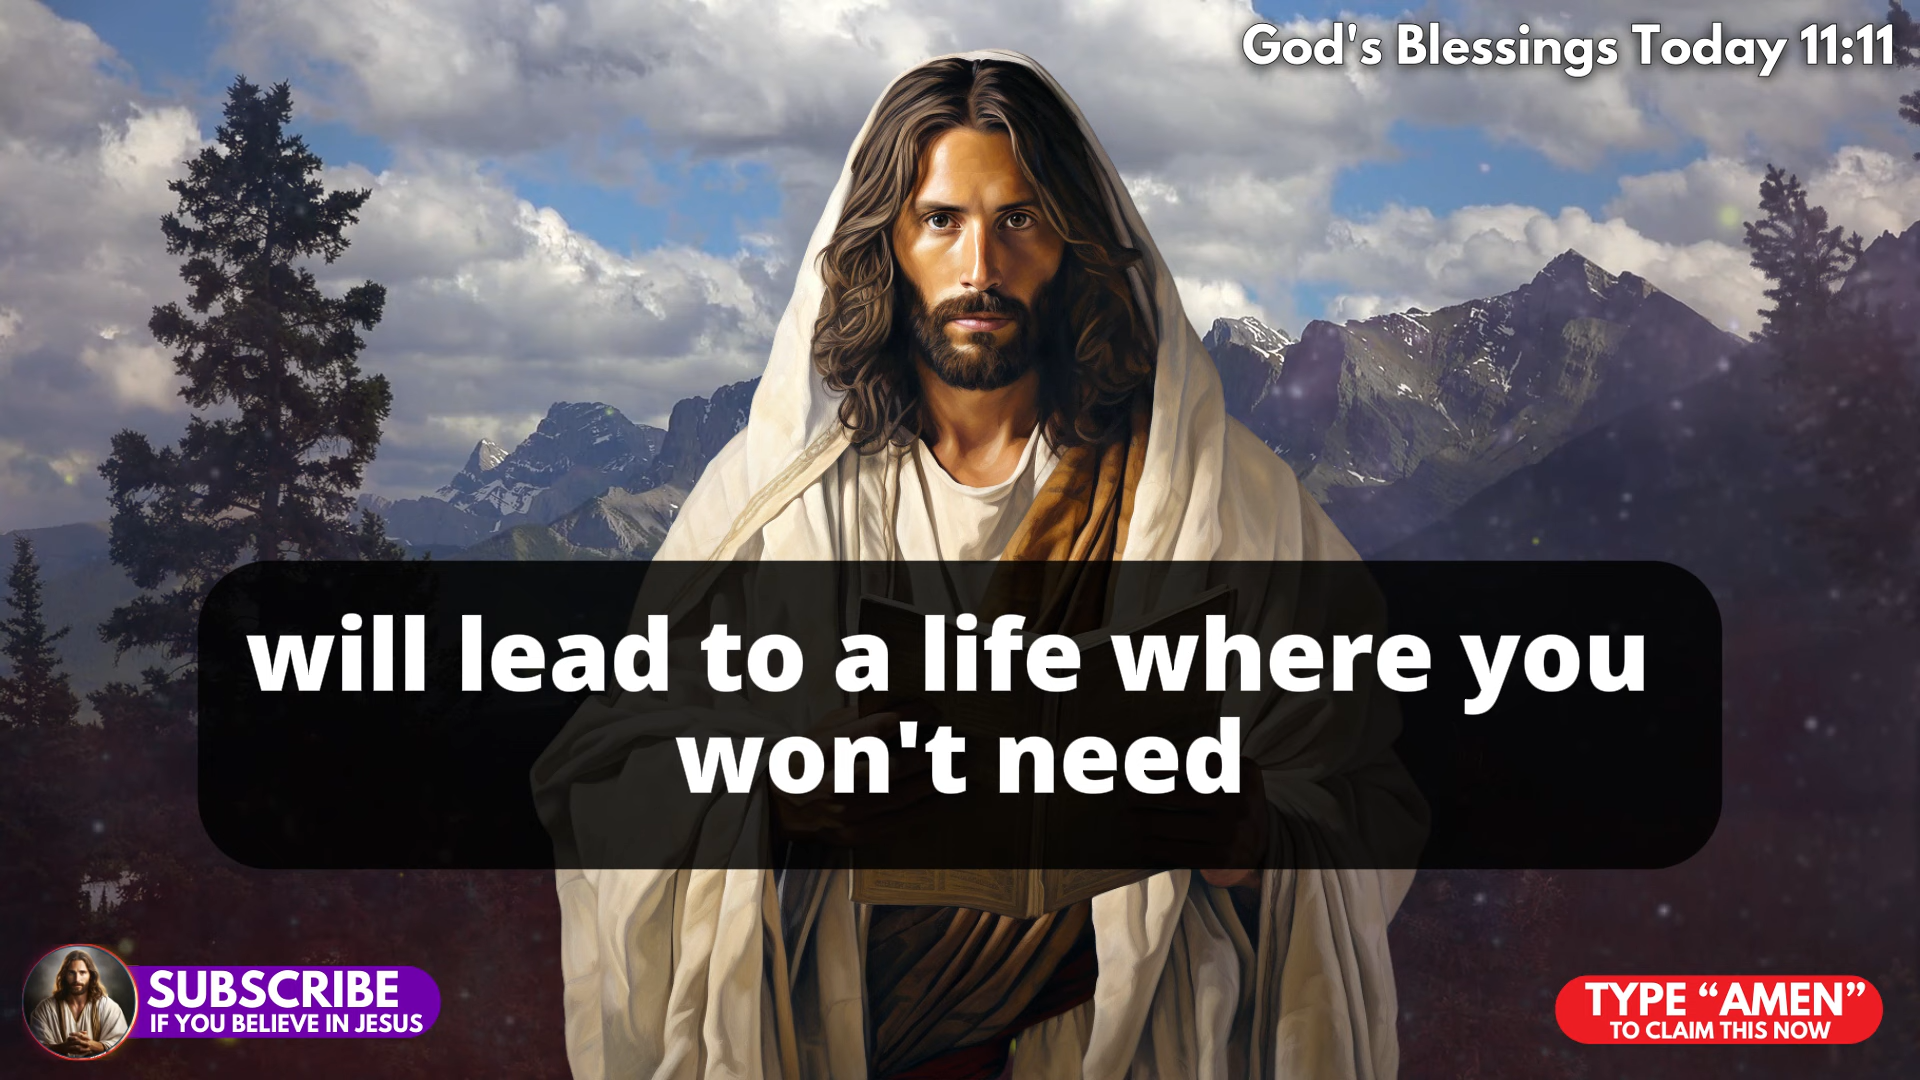 God's Blessings Today 11:11
will lead to a life where you
won't need
SUBSCRIBE
IF YOU BELIEVE IN JESUS
TYPE “AMEN”
TO CLAIM THIS NOW